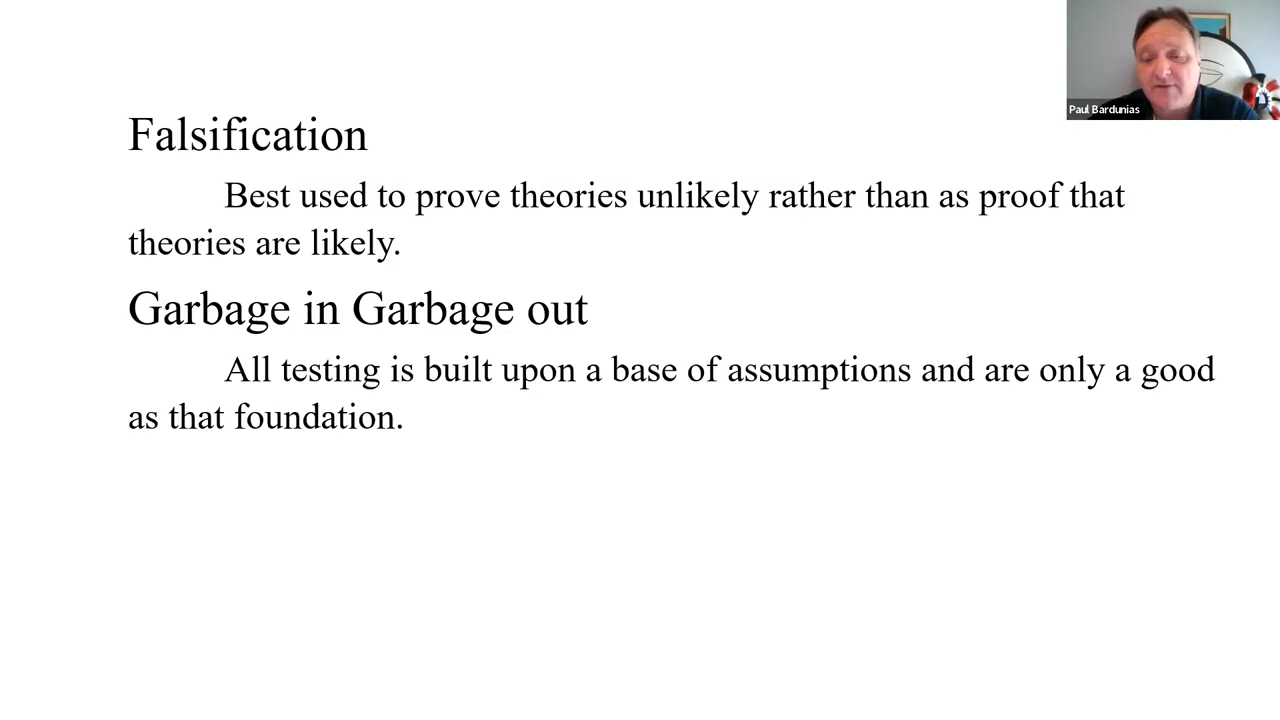 Falsification
Best used to prove theories unlikely rather than as proof that
theories are likely.
Garbage in Garbage out
All testing is built upon a base of assumptions and are only a good
as that foundation.
Paul Bardunias